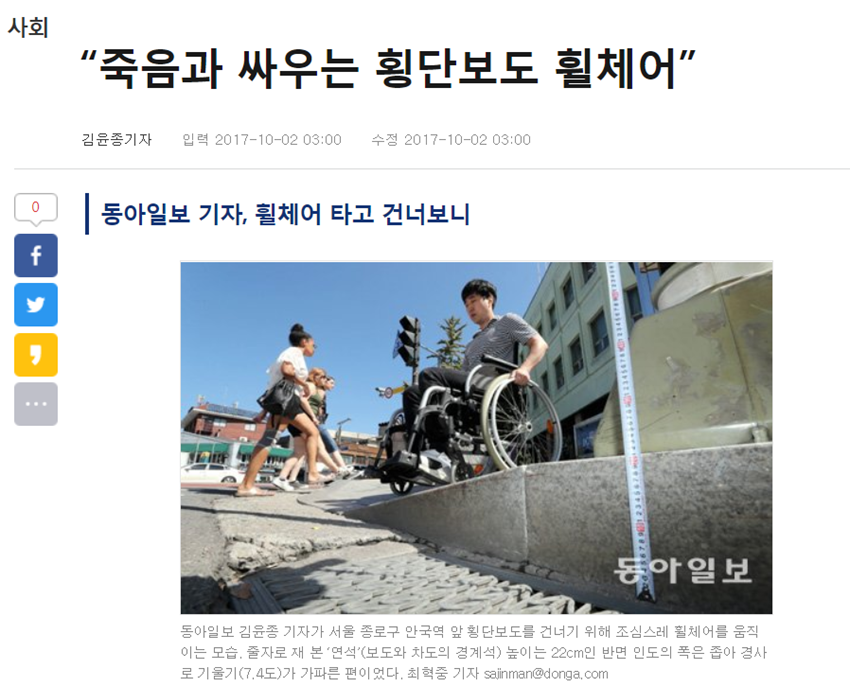 사회
“죽음과 싸우는 횡단보도 휠체어”
김윤종기자 입력 2017-10-02 03:00 수정 2017-10-02 03:00
0
동아일보 기자, 휠체어 타고 건너보니
동아일보
동아일보 김윤종 기자가 서울 종로구 안국역 앞 횡단보도를 건너기 위해 조심스레 휠체어를 움직
이는 모습. 줄자로 재 본 ‘연석’(보도와 차도의 경계석) 높이는 22cm인 반면 인도의 폭은 좁아 경사
로 기울기(7.4도)가 가파른 편이었다. 최혁중 기자 sajinman@donga.com